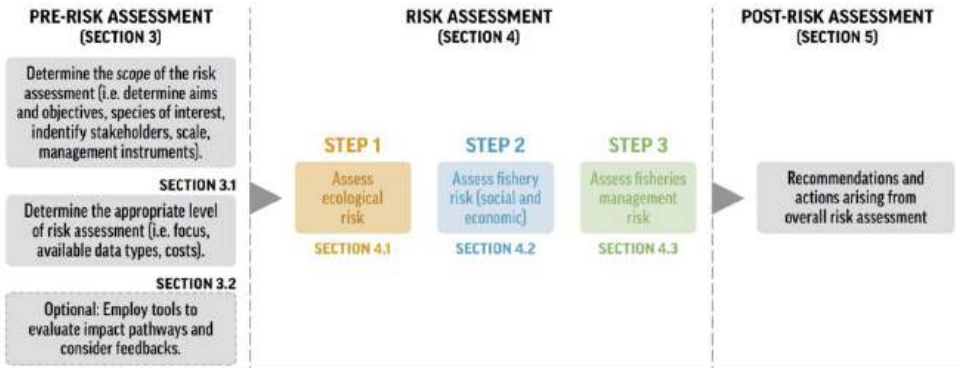 PRE-RISK ASSESSMENT
(SECTION 3)
Determine the scope of the risk
assessment (i.e. determine aims
and objectives, species of interest,
indentify stakeholders, scale,
management instruments).
SECTION 3.1
Determine the appropriate level
of risk assessment (i.e. focus,
available data types, costs).
SECTION 3.2
Optional: Employ tools to
evaluate impact pathways and
consider feedbacks.
RISK ASSESSMENT
(SECTION 4)
STEP 1
Assess
ecological
risk
SECTION 4.1
STEP 2
Assess fishery
risk (social and
economic)
SECTION 4.2
STEP 3
Assess fisheries
management
risk
SECTION 4.3
POST-RISK ASSESSMENT
(SECTION 5)
Recommendations and
actions arising from
overall risk assessment